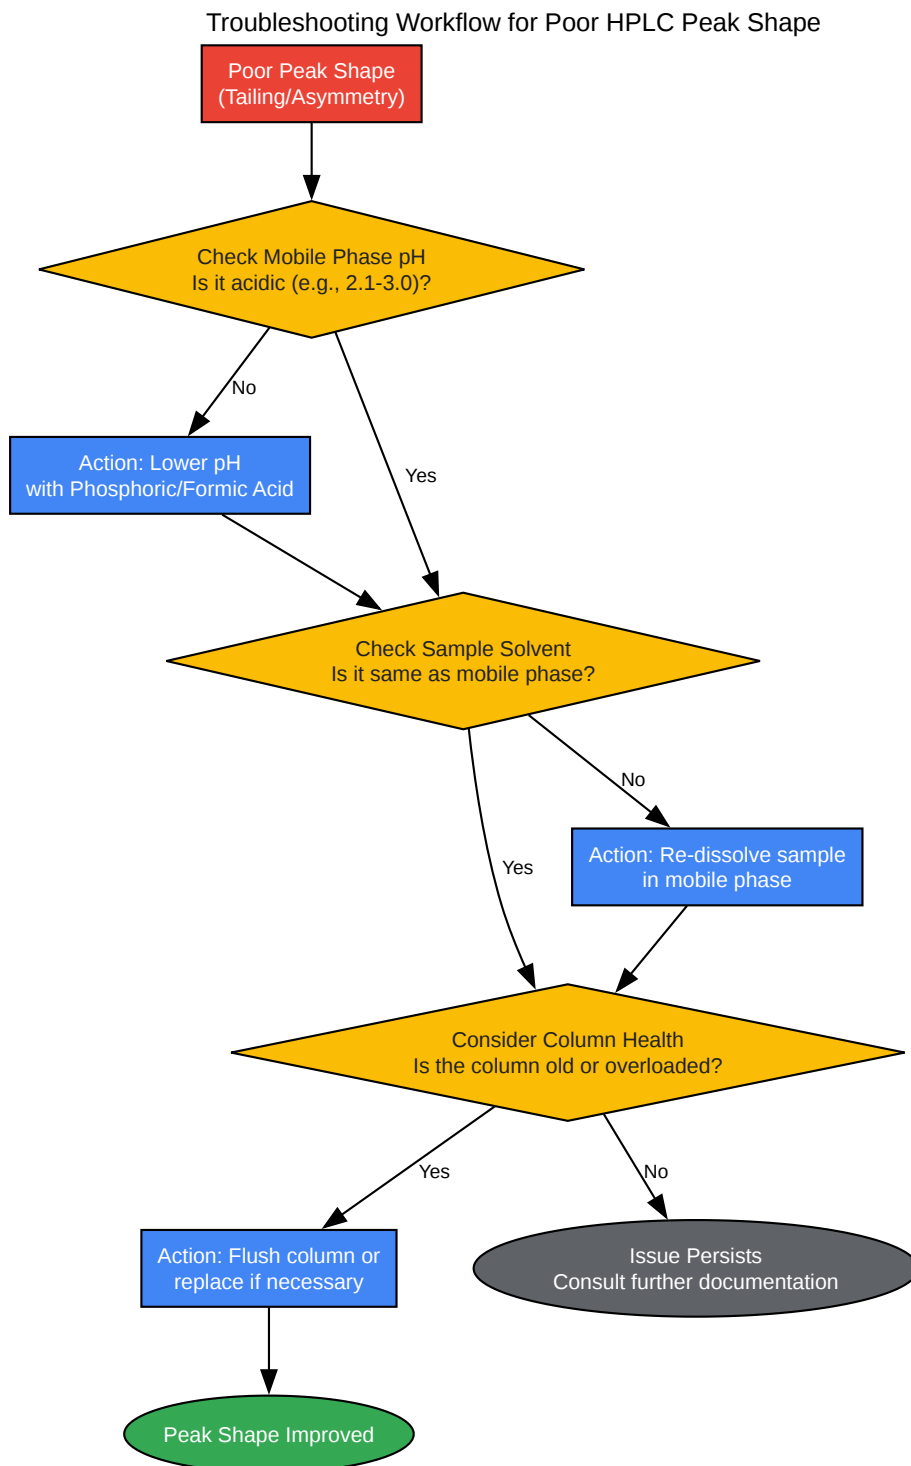 Troubleshooting Workflow for Poor HPLC Peak Shape
Poor Peak Shape
(Tailing/Asymmetry)
Check Mobile Phase pH
Is it acidic (e.g., 2.1-3.0)?
No
Action: Lower pH
with Phosphoric/Formic Acid
Yes
Check Sample Solvent
Is it same as mobile phase?
No
Action: Re-dissolve sample
in mobile phase
Yes
Consider Column Health
Is the column old or overloaded?
Yes
No
Action: Flush column or
replace if necessary
Issue Persists
Consult further documentation
Peak Shape Improved